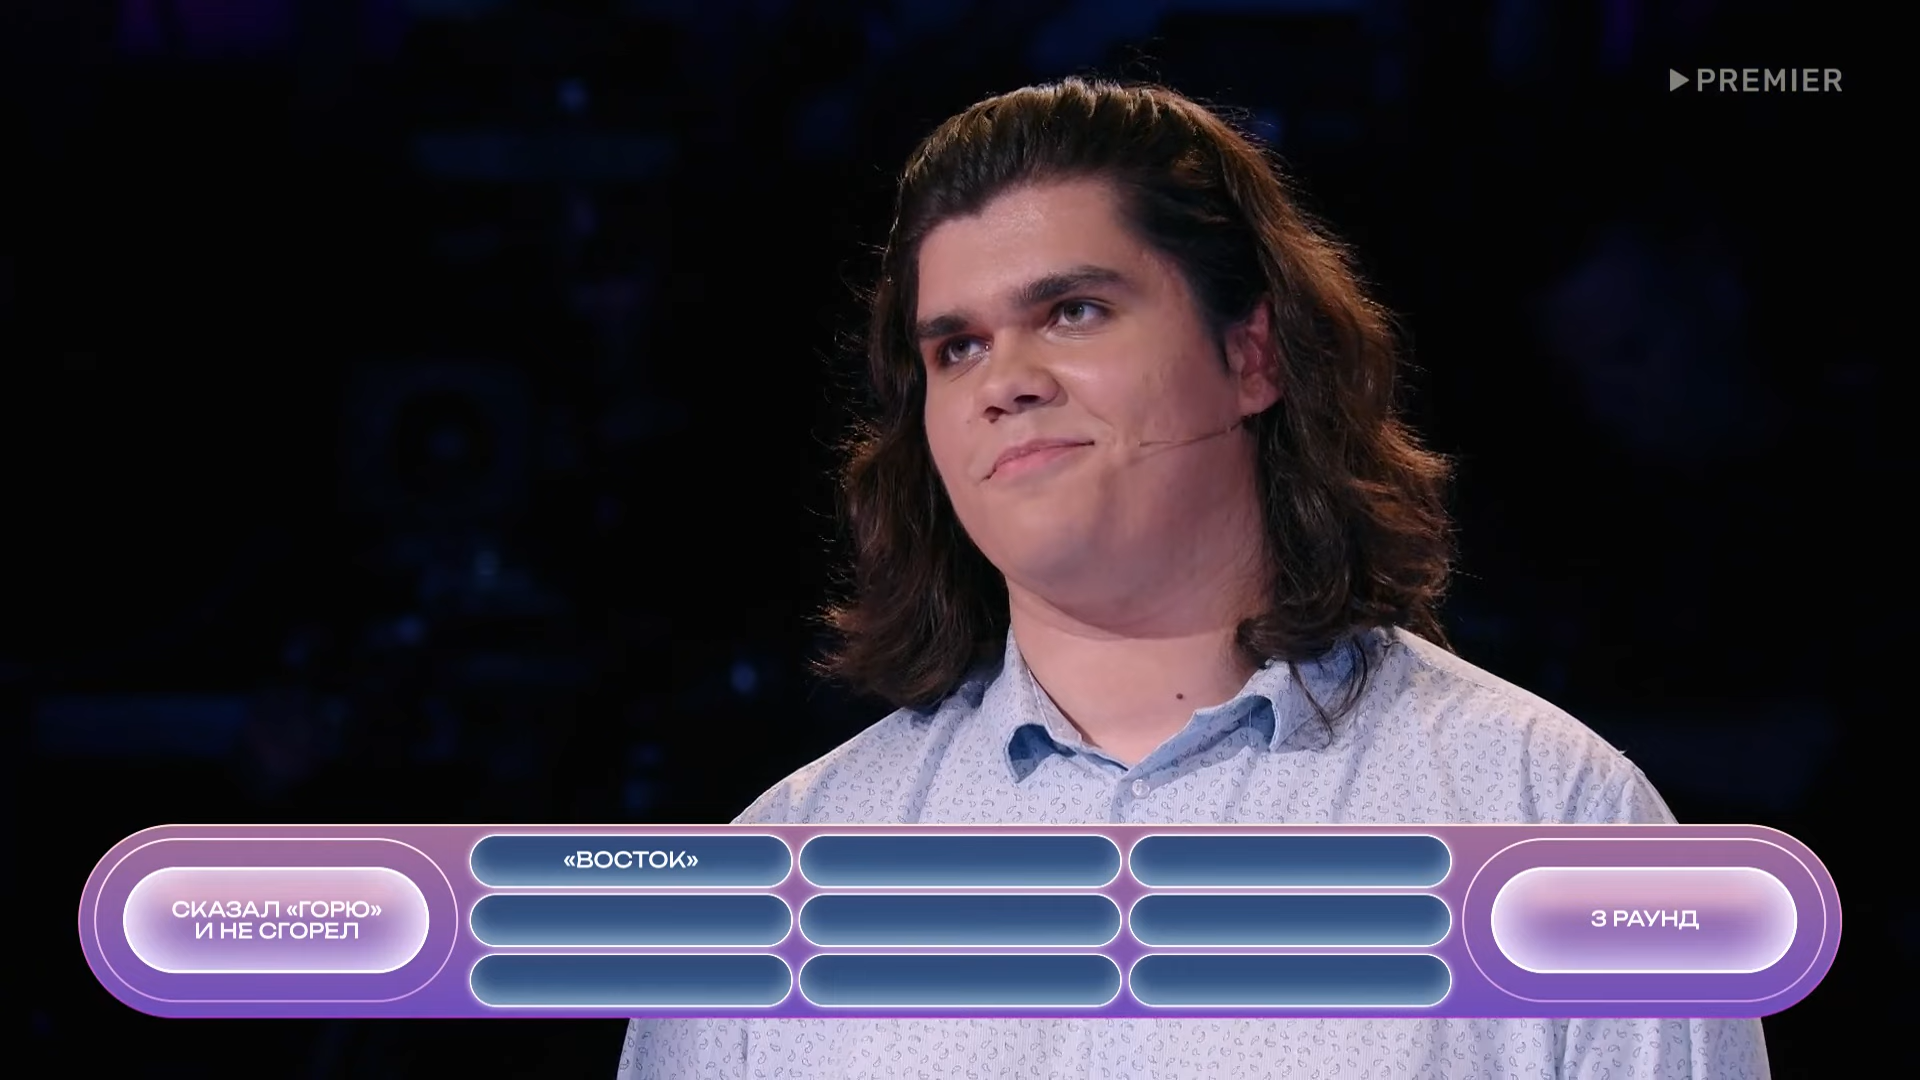 PREMIER
«ВОСТОК»
СКАЗАЛ «ГОРЮ»
И НЕ СГОРЕЛ
3 РАУНД